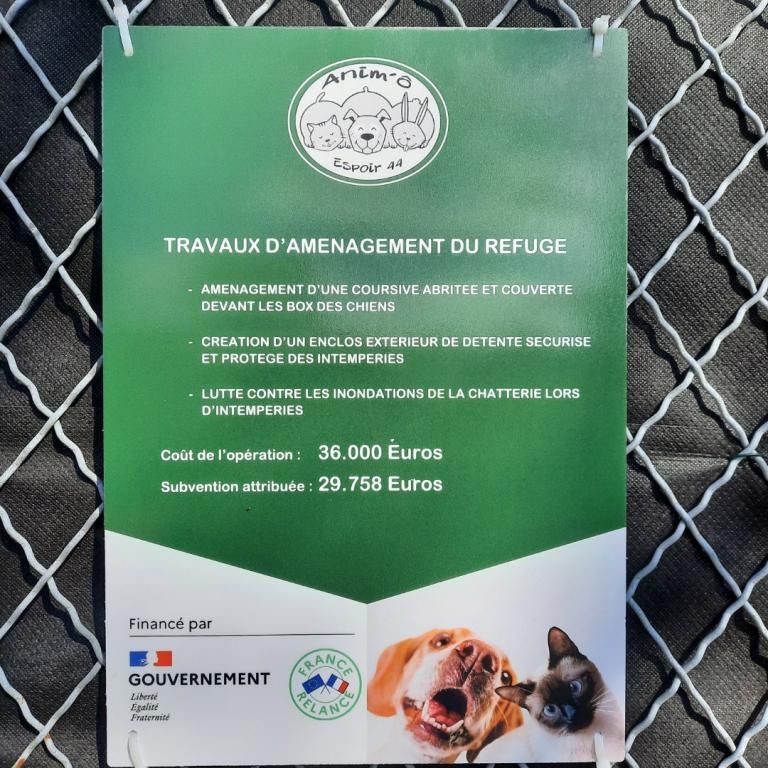 Anim'ô
Espoir 44
TRAVAUX D'AMENAGEMENT DU REFUGE
- AMENAGEMENT D'UNE COURSIVE ABRITEE ET COUVERTE
DEVANT LES BOX DES CHIENS
- CREATION D'UN ENCLOS EXTERIEUR DE DETENTE SECURISE
ET PROTEGE DES INTEMPERIES
- LUTTE CONTRE LES INONDATIONS DE LA CHATTERIE LORS
D'INTEMPERIES
Coût de l'opération : 36.000 Euros
Subvention attribuée : 29.758 Euros
Financé par
GOUVERNEMENT
Liberté
Egalité
Fraternité
FRANCE
RELANCE